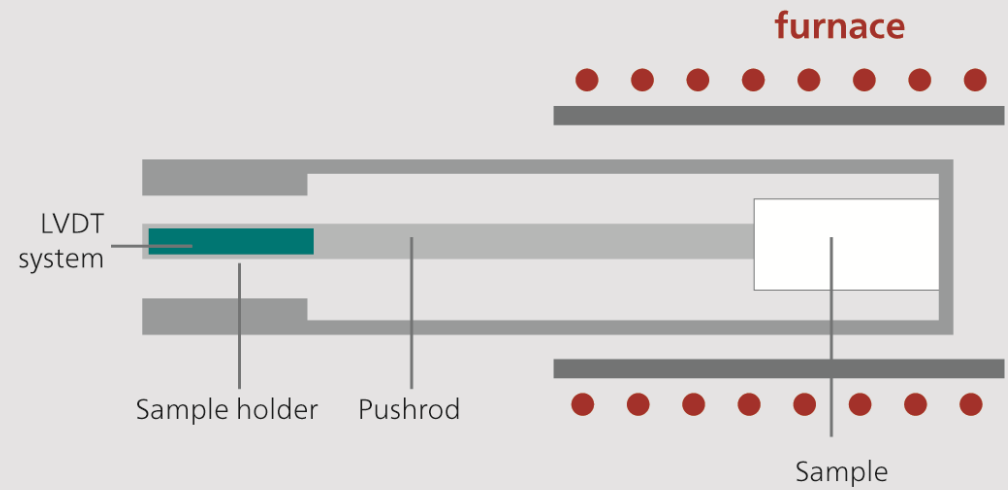 furnace
LVDT
system
Sample holder
Pushrod
Sample